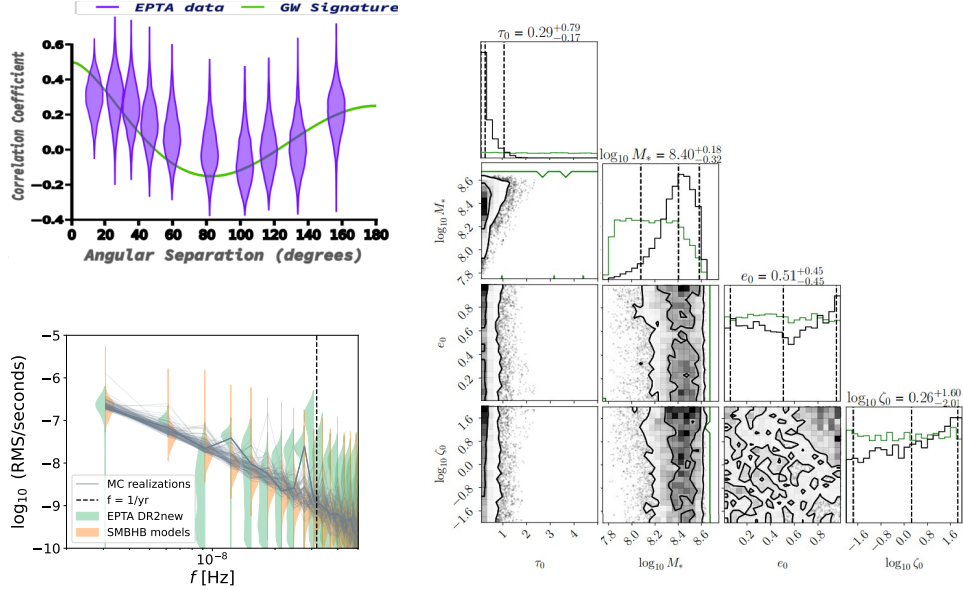 EPTA data GW Signature
Correlation Coefficient
0.6
0.4
0.2
0.0
−0.2
−0.4
0 20 40 60 80 100 120 140 160 180
Angular Separation (degrees)
log₁₀ (RMS/seconds)
−5
−6
−7
−8
−9
−10
MC realizations
f = 1/yr
EPTA DR2new
SMBHB models
10⁻⁸
f [Hz]
τ₀ = 0.29⁺⁰·⁷⁹₋₀.₁₇
log₁₀ M* = 8.40⁺⁰·¹⁸₋₀.₃₂
log₁₀ M*
8.6
8.4
8.2
8.0
7.8
e₀ = 0.51⁺⁰·⁴⁵₋₀.₄₅
e₀
0.8
0.6
0.4
0.2
log₁₀ ζ₀ = 0.26⁺¹·⁶⁰₋₂.₀₁
log₁₀ ζ₀
1.6
0.8
0.0
−0.8
−1.6
1 2 3 4
τ₀
7.8 8.0 8.2 8.4 8.6
log₁₀ M*
0.2 0.4 0.6 0.8
e₀
−1.6 −0.8 0.0 0.8 1.6
log₁₀ ζ₀